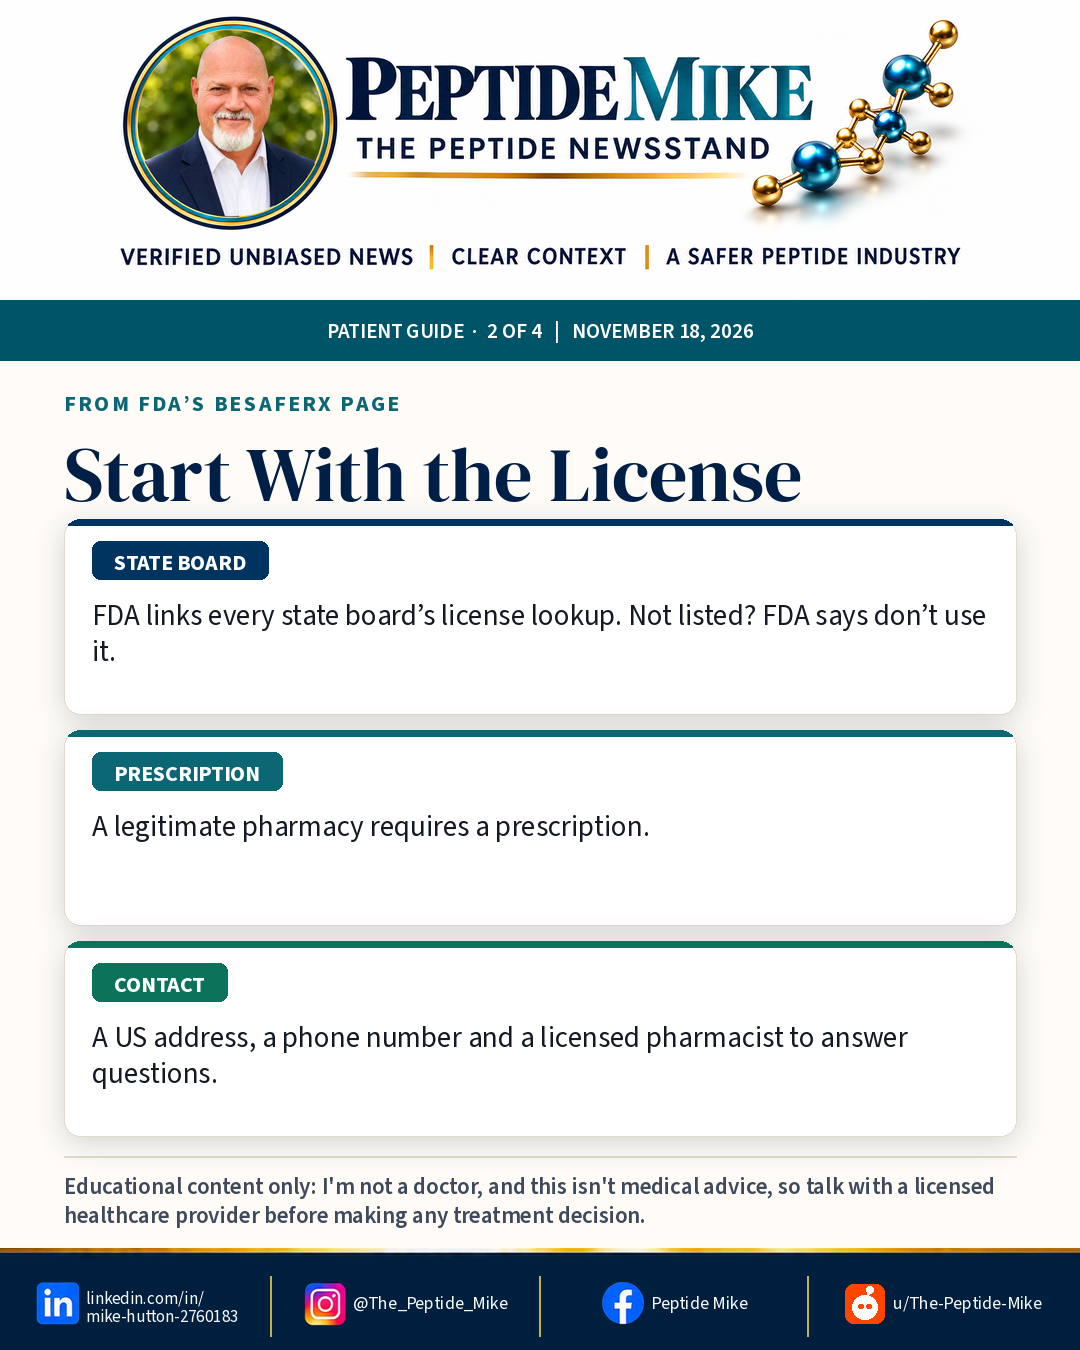 PEPTIDEMIKE
THE PEPTIDE NEWSSTAND
VERIFIED UNBIASED NEWS | CLEAR CONTEXT | A SAFER PEPTIDE INDUSTRY
PATIENT GUIDE · 2 OF 4 | NOVEMBER 18, 2026
FROM FDA’S BESAFERX PAGE
Start With the License
STATE BOARD
FDA links every state board’s license lookup. Not listed? FDA says don’t use
it.
PRESCRIPTION
A legitimate pharmacy requires a prescription.
CONTACT
A US address, a phone number and a licensed pharmacist to answer
questions.
Educational content only: I'm not a doctor, and this isn't medical advice, so talk with a licensed
healthcare provider before making any treatment decision.
linkedin.com/in/
mike-hutton-2760183
@The_Peptide_Mike
Peptide Mike
u/The-Peptide-Mike